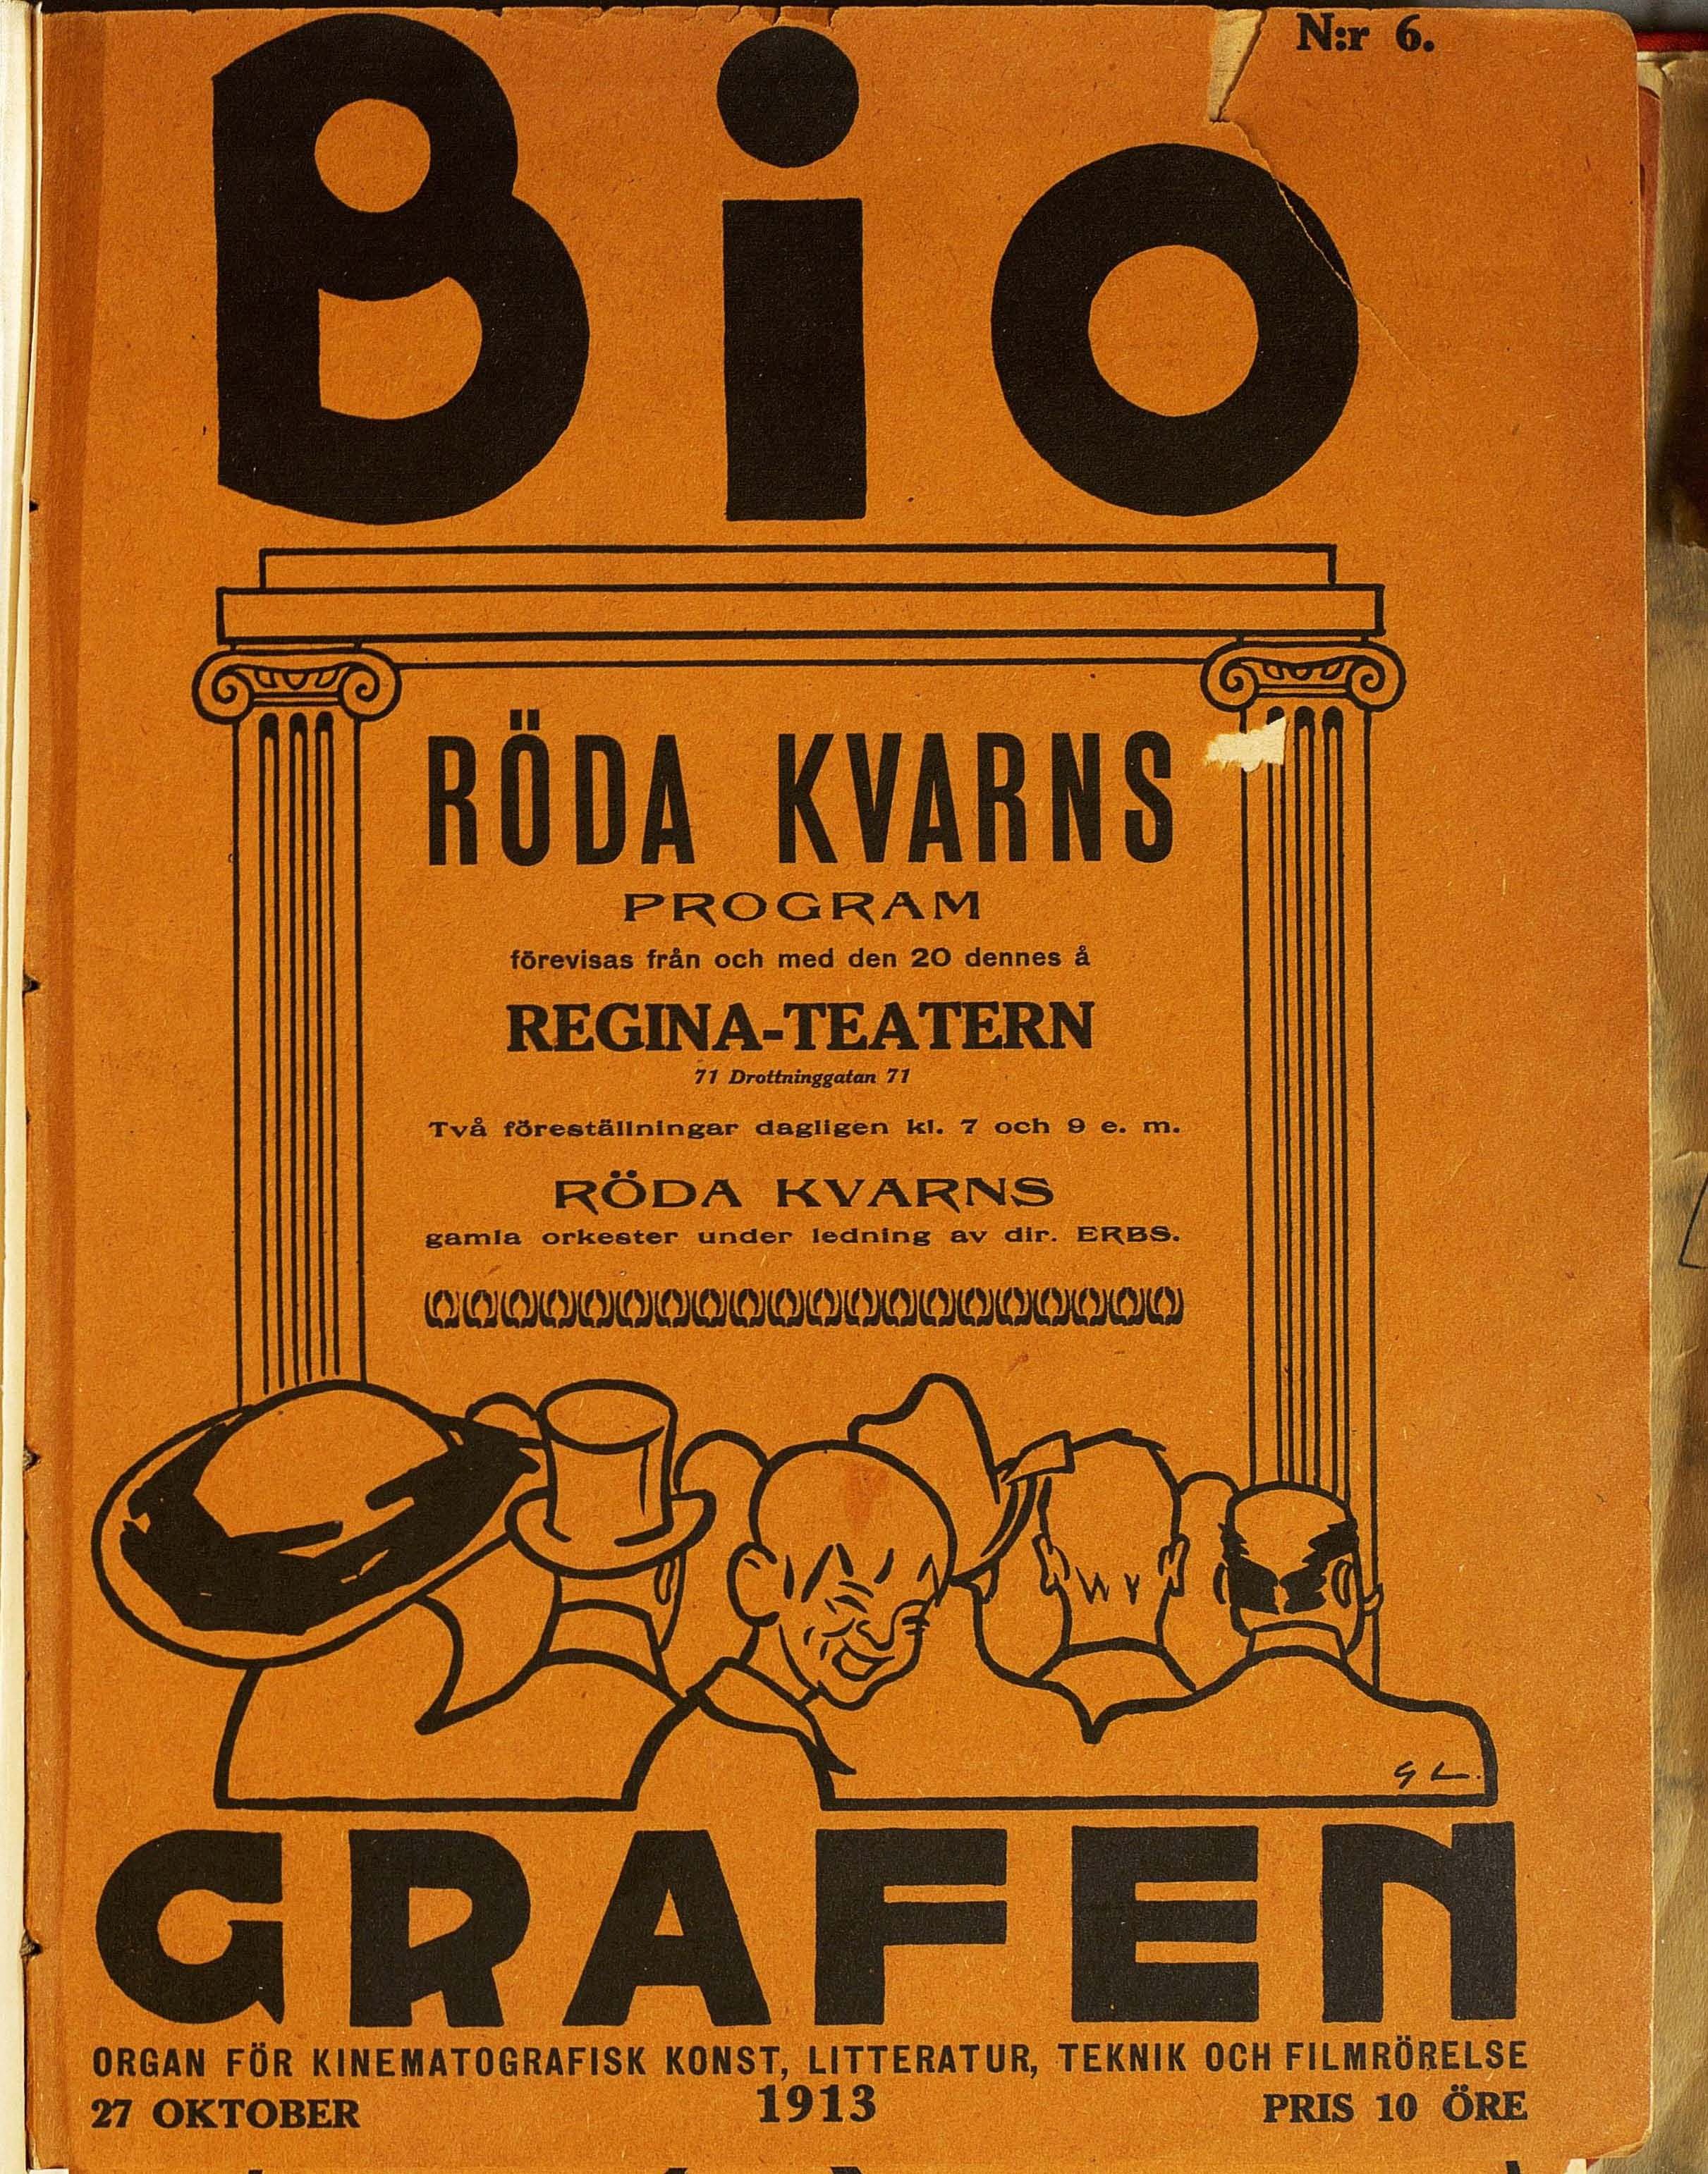 N:r 6.
Bio
RÖDA KVARNS
PROGRAM
förevisas från och med den 20 dennes å
REGINA-TEATERN
71 Drottninggatan 71
Två föreställningar dagligen kl. 7 och 9 e. m.
RÖDA KVARNS
gamla orkester under ledning av dir. ERBS.
G L.
GRAFEN
ORGAN FÖR KINEMATOGRAFISK KONST, LITTERATUR, TEKNIK OCH FILMRÖRELSE
27 OKTOBER 1913 PRIS 10 ÖRE